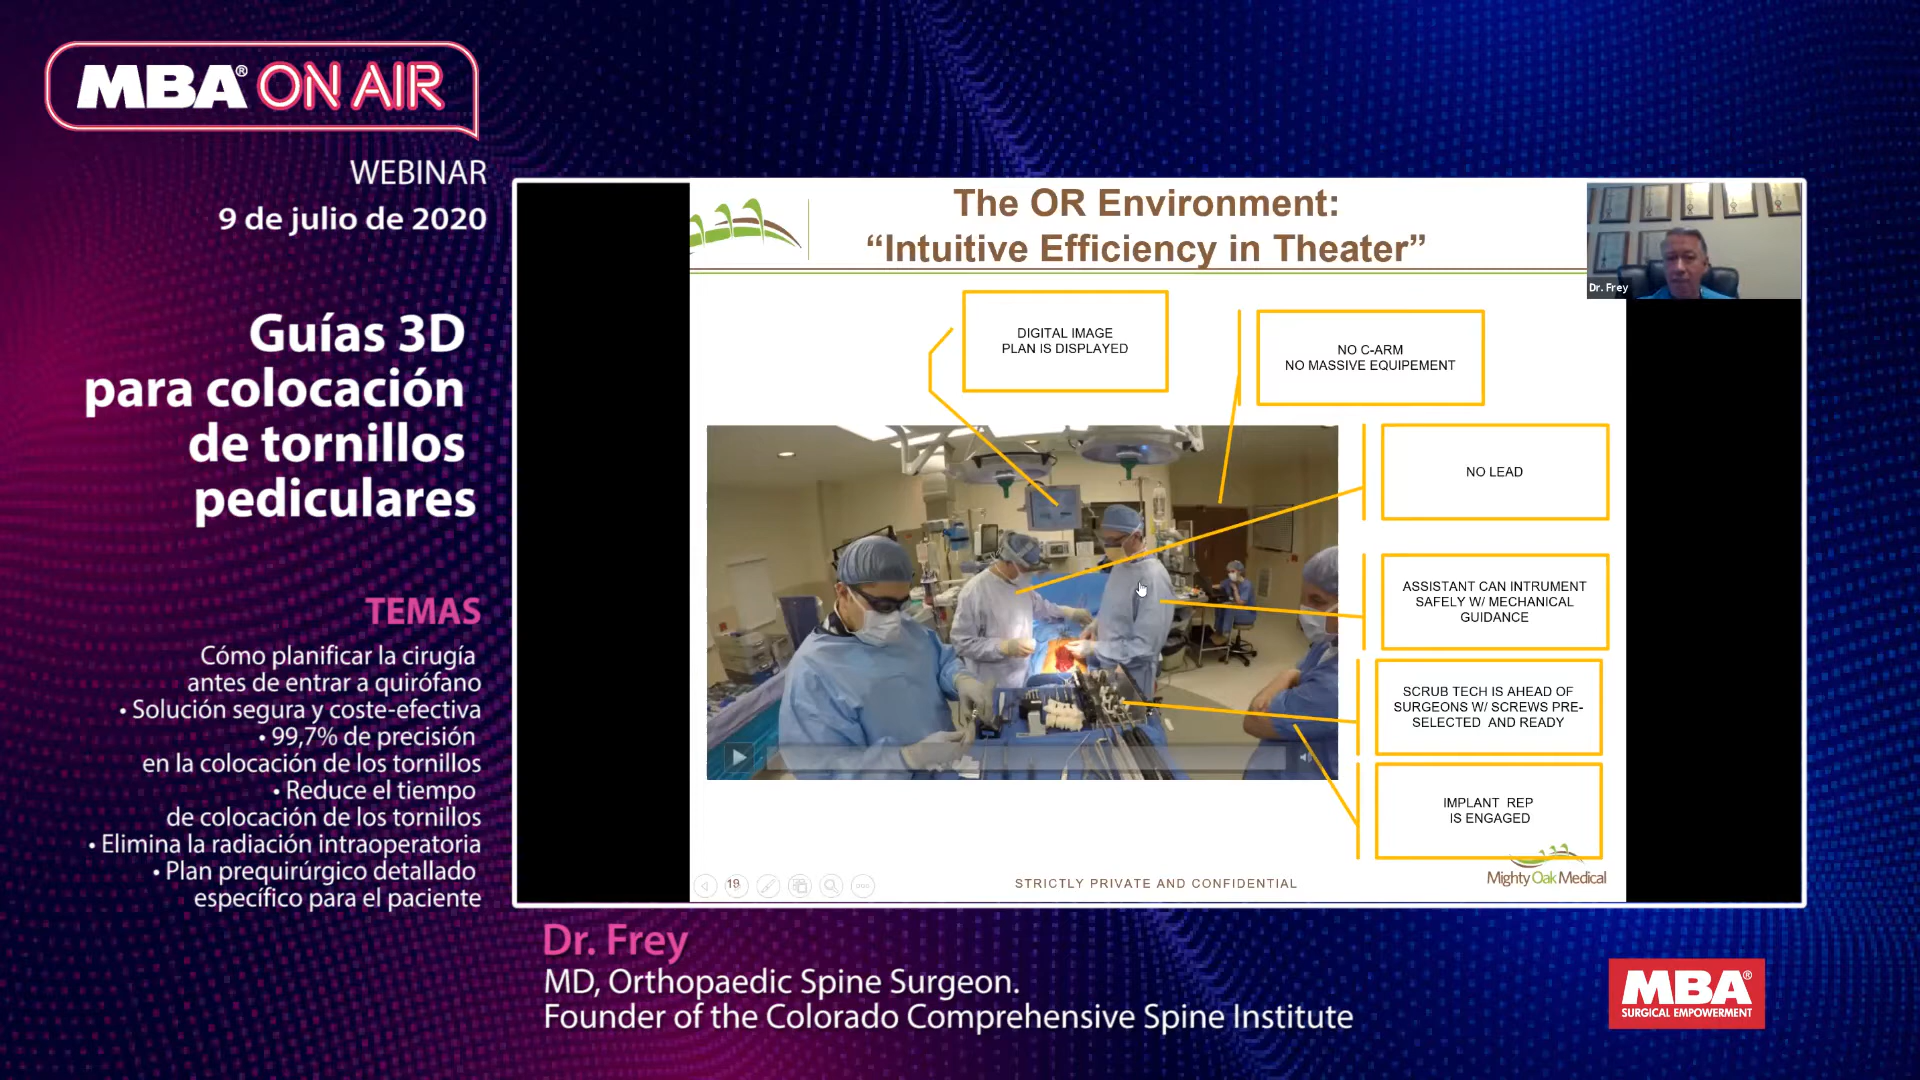 MBA® ON AIR
WEBINAR
9 de julio de 2020
Guías 3D
para colocación
de tornillos
pediculares
TEMAS
Cómo planificar la cirugía
antes de entrar a quirófano
• Solución segura y coste-efectiva
• 99,7% de precisión
en la colocación de los tornillos
• Reduce el tiempo
de colocación de los tornillos
• Elimina la radiación intraoperatoria
• Plan prequirúrgico detallado
específico para el paciente
The OR Environment:
“Intuitive Efficiency in Theater”
Dr. Frey
DIGITAL IMAGE
PLAN IS DISPLAYED
NO C-ARM
NO MASSIVE EQUIPEMENT
NO LEAD
ASSISTANT CAN INTRUMENT
SAFELY W/ MECHANICAL
GUIDANCE
SCRUB TECH IS AHEAD OF
SURGEONS W/ SCREWS PRE-
SELECTED AND READY
IMPLANT REP
IS ENGAGED
STRICTLY PRIVATE AND CONFIDENTIAL
Mighty Oak Medical
Dr. Frey
MD, Orthopaedic Spine Surgeon.
Founder of the Colorado Comprehensive Spine Institute
MBA®
SURGICAL EMPOWERMENT